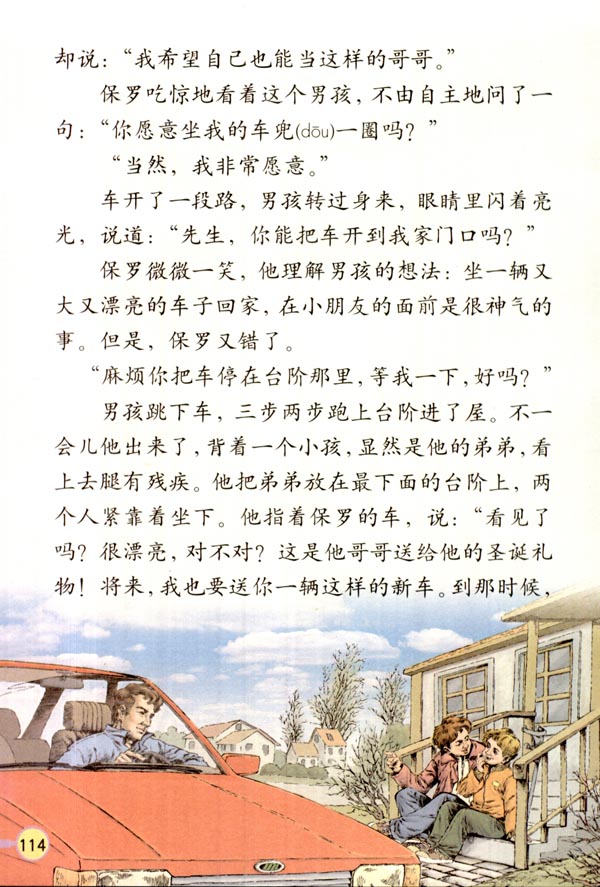 却说：“我希望自己也能当这样的哥哥。”
保罗吃惊地看着这个男孩，不由自主地问了一
句：“你愿意坐我的车兜(dōu)一圈吗？”
“当然，我非常愿意。”
车开了一段路，男孩转过身来，眼睛里闪着亮
光，说道：“先生，你能把车开到我家门口吗？”
保罗微微一笑，他理解男孩的想法：坐一辆又
大又漂亮的车子回家，在小朋友的面前是很神气的
事。但是，保罗又错了。
“麻烦你把车停在台阶那里，等我一下，好吗？”
男孩跳下车，三步两步跑上台阶进了屋。不一
会儿他出来了，背着一个小孩，显然是他的弟弟，看
上去腿有残疾。他把弟弟放在最下面的台阶上，两
个人紧靠着坐下。他指着保罗的车，说：“看见了
吗？很漂亮，对不对？这是他哥哥送给他的圣诞礼
物！将来，我也要送你一辆这样的新车。到那时候，
114